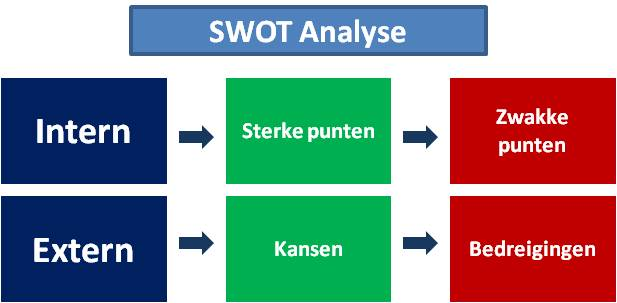 SWOT Analyse
Intern
Sterke punten
Zwakke
punten
Extern
Kansen
Bedreigingen